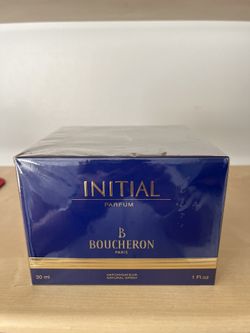 INITIAL
PARFUM
B
BOUCHERON
PARIS
VAPORISATEUR
30 ml NATURAL SPRAY 1 Fl.oz